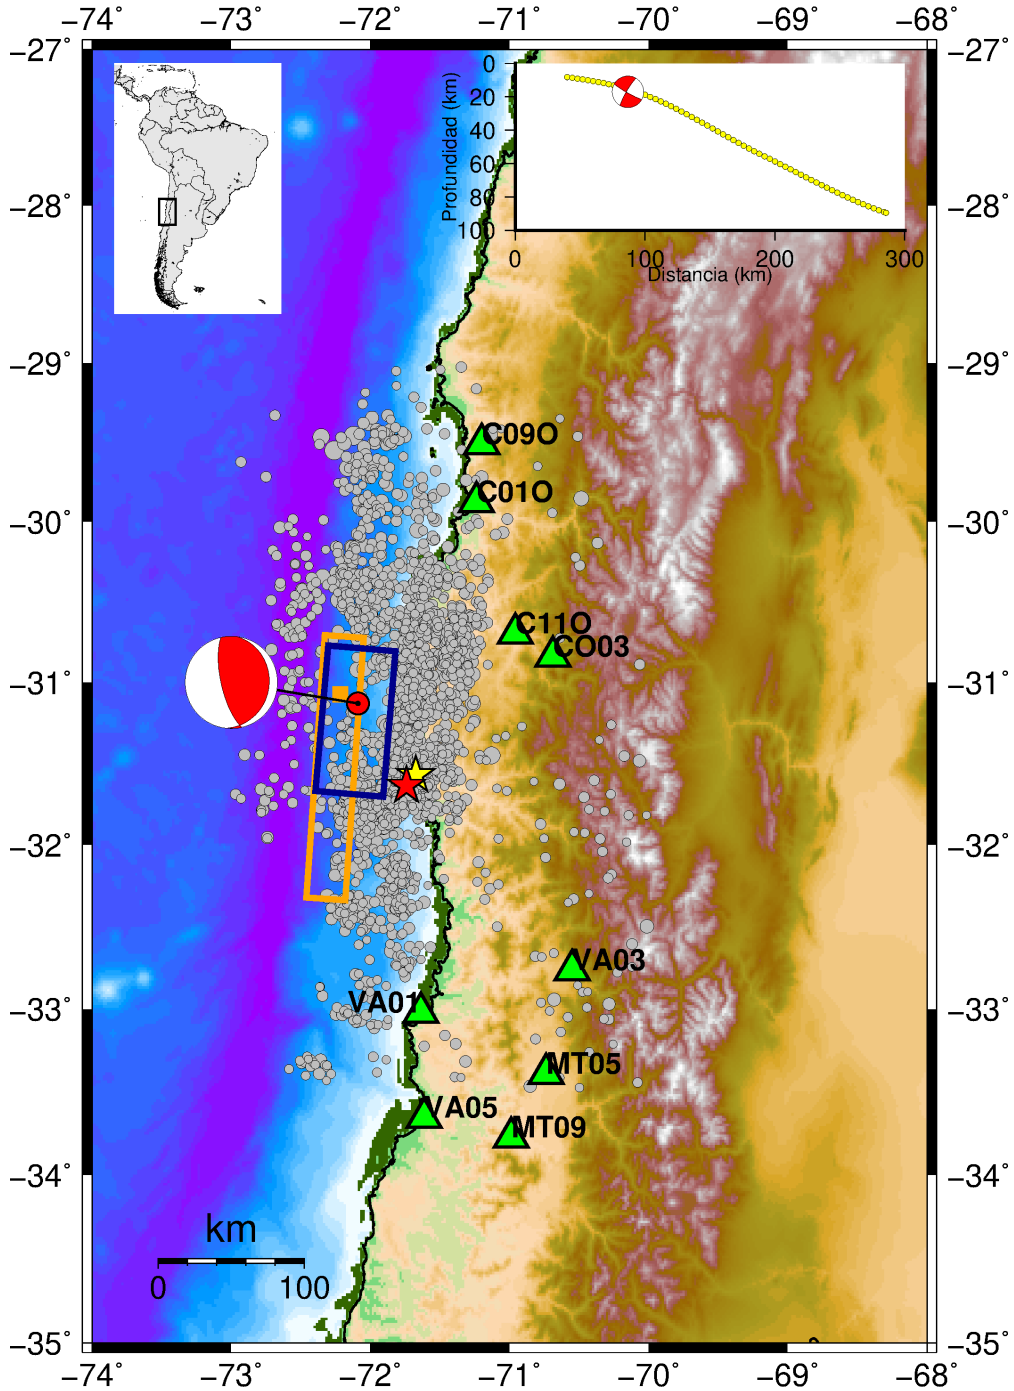 −74˚ −73˚ −72˚ −71˚ −70˚ −69˚ −68˚
−27˚ −27˚
0
20
40
60
80
100
Profundidad (km)
0 100 200 300
Distancia (km)
−28˚ −28˚
−29˚ −29˚
C09O
C01O
−30˚ −30˚
C11O
CO03
−31˚ −31˚
−32˚ −32˚
VA03
VA01
−33˚ −33˚
MT05
VA05
MT09
−34˚ −34˚
km
0 100
−35˚ −35˚
−74˚ −73˚ −72˚ −71˚ −70˚ −69˚ −68˚